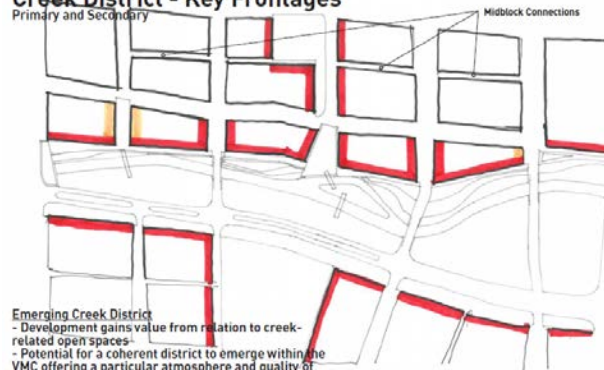 Creek District - Key Frontages
Primary and Secondary
Midblock Connections
Emerging Creek District
- Development gains value from relation to creek-
related open spaces
- Potential for a coherent district to emerge within the
VMC offering a particular atmosphere and quality of